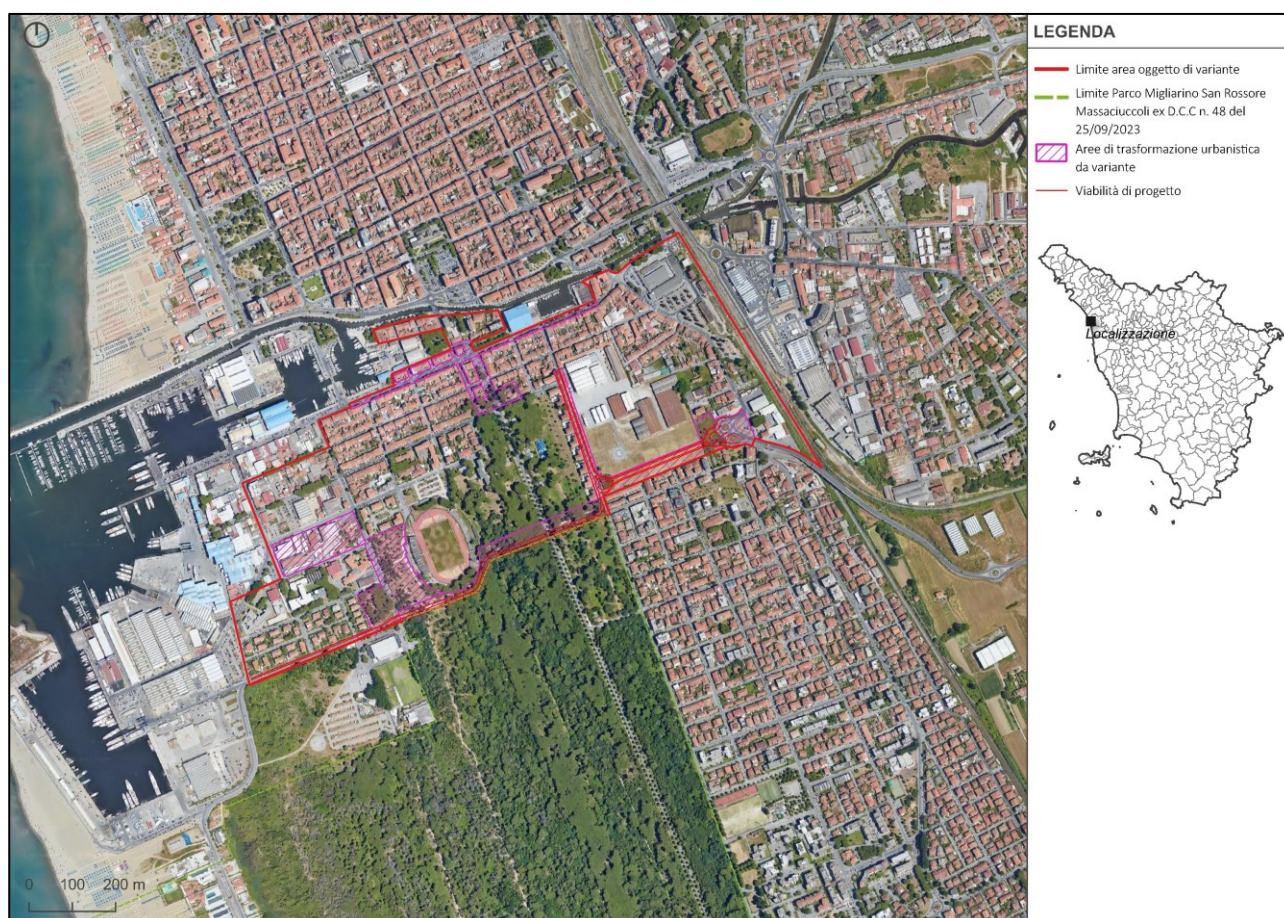 LEGENDA
Limite area oggetto di variante
Limite Parco Migliarino San Rossore
Massaciuccoli ex D.C.C n. 48 del
25/09/2023
Aree di trasformazione urbanistica
da variante
Viabilità di progetto
Localizzazione
0 100 200 m